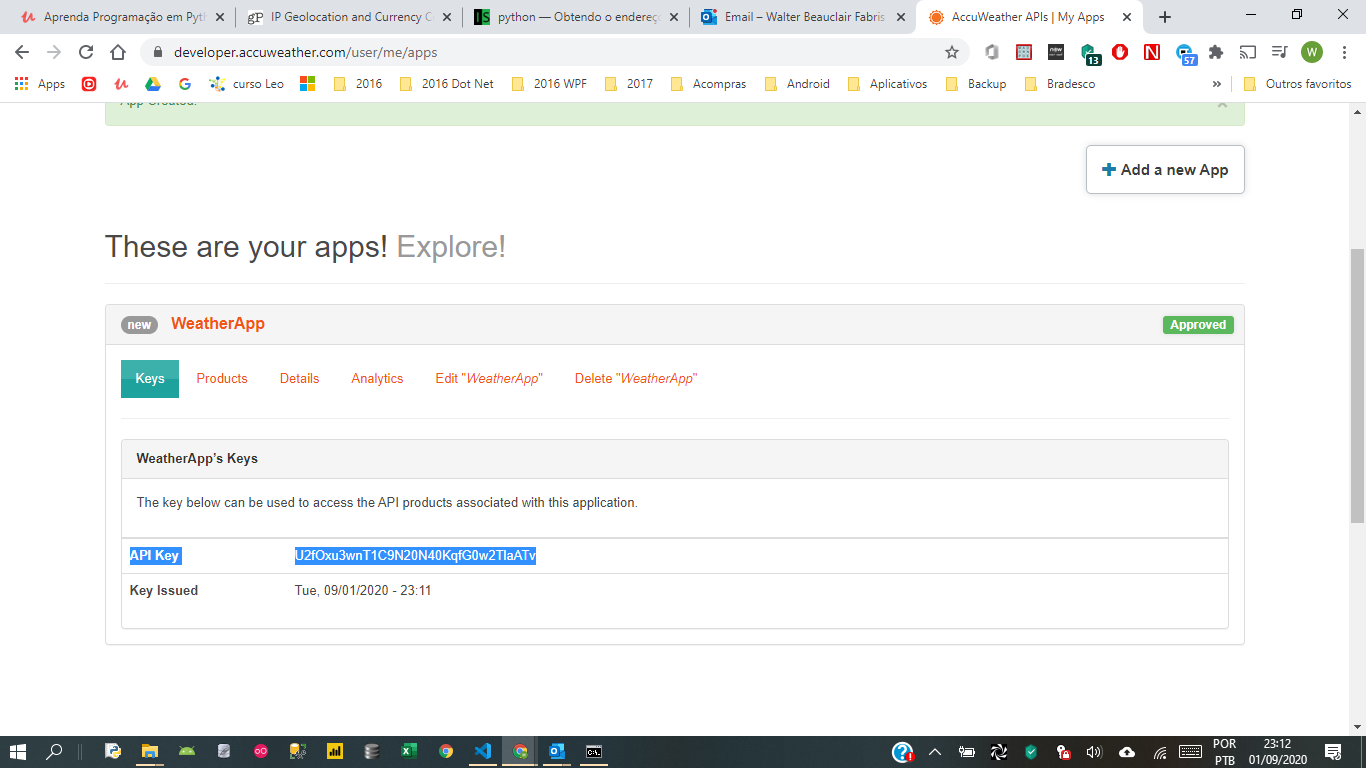 Aprenda Programação em Pyth
IP Geolocation and Currency C
python — Obtendo o endereço
Email – Walter Beauclair Fabris
AccuWeather APIs | My Apps
developer.accuweather.com/user/me/apps
13
57
W
Apps
curso Leo
2016
2016 Dot Net
2016 WPF
2017
Acompras
Android
Aplicativos
Backup
Bradesco
»
Outros favoritos
App Created.
Add a new App
These are your apps! Explore!
new WeatherApp
Approved
Keys
Products
Details
Analytics
Edit "WeatherApp"
Delete "WeatherApp"
WeatherApp's Keys
The key below can be used to access the API products associated with this application.
API Key U2fOxu3wnT1C9N20N40KqfG0w2TlaATv
Key Issued Tue, 09/01/2020 - 23:11
POR
PTB
23:12
01/09/2020